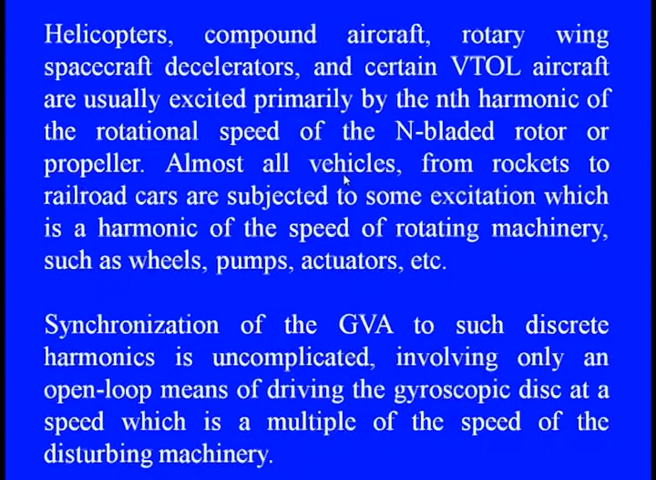 Helicopters, compound aircraft, rotary wing
spacecraft decelerators, and certain VTOL aircraft
are usually excited primarily by the nth harmonic of
the rotational speed of the N-bladed rotor or
propeller. Almost all vehicles, from rockets to
railroad cars are subjected to some excitation which
is a harmonic of the speed of rotating machinery,
such as wheels, pumps, actuators, etc.
Synchronization of the GVA to such discrete
harmonics is uncomplicated, involving only an
open-loop means of driving the gyroscopic disc at a
speed which is a multiple of the speed of the
disturbing machinery.